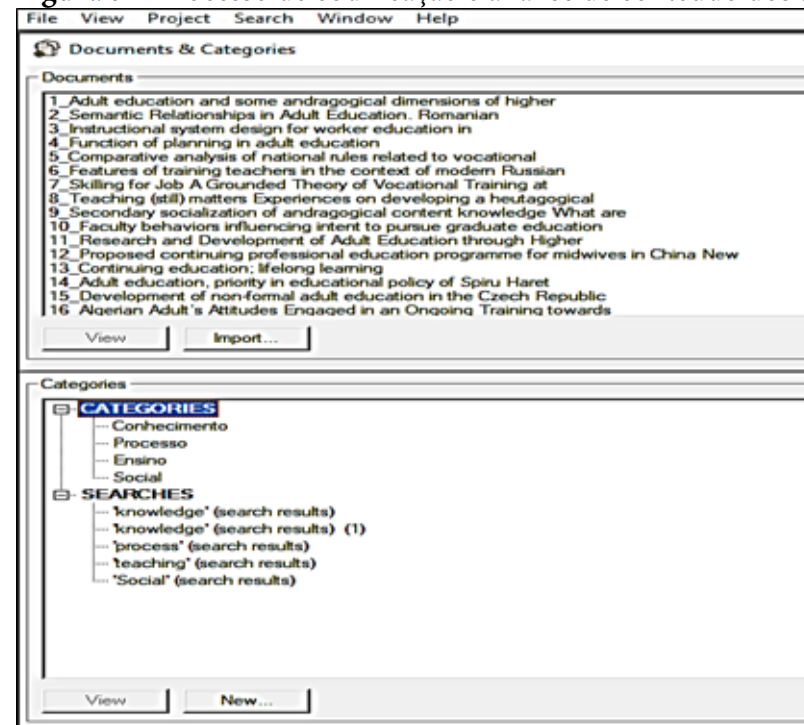 File View Project Search Window Help
Documents & Categories
Documents
1_Adult education and some andragogical dimensions of higher
2_Semantic Relationships in Adult Education. Romanian
3_Instructional system design for worker education in
4_Function of planning in adult education
5_Comparative analysis of national rules related to vocational
6_Features of training teachers in the context of modern Russian
7_Skilling for Job A Grounded Theory of Vocational Training at
8_Teaching (still) matters Experiences on developing a heutagogical
9_Secondary socialization of andragogical content knowledge What are
10_Faculty behaviors influencing intent to pursue graduate education
11_Research and Development of Adult Education through Higher
12_Proposed continuing professional education programme for midwives in China New
13_Continuing education; lifelong learning
14_Adult education, priority in educational policy of Spiru Haret
15_Development of non-formal adult education in the Czech Republic
16_Algerian Adult's Attitudes Engaged in an Ongoing Training towards
View Import...
Categories
CATEGORIES
Conhecimento
Processo
Ensino
Social
SEARCHES
'knowledge' (search results)
'knowledge' (search results) (1)
'process' (search results)
'teaching' (search results)
'Social' (search results)
View New...